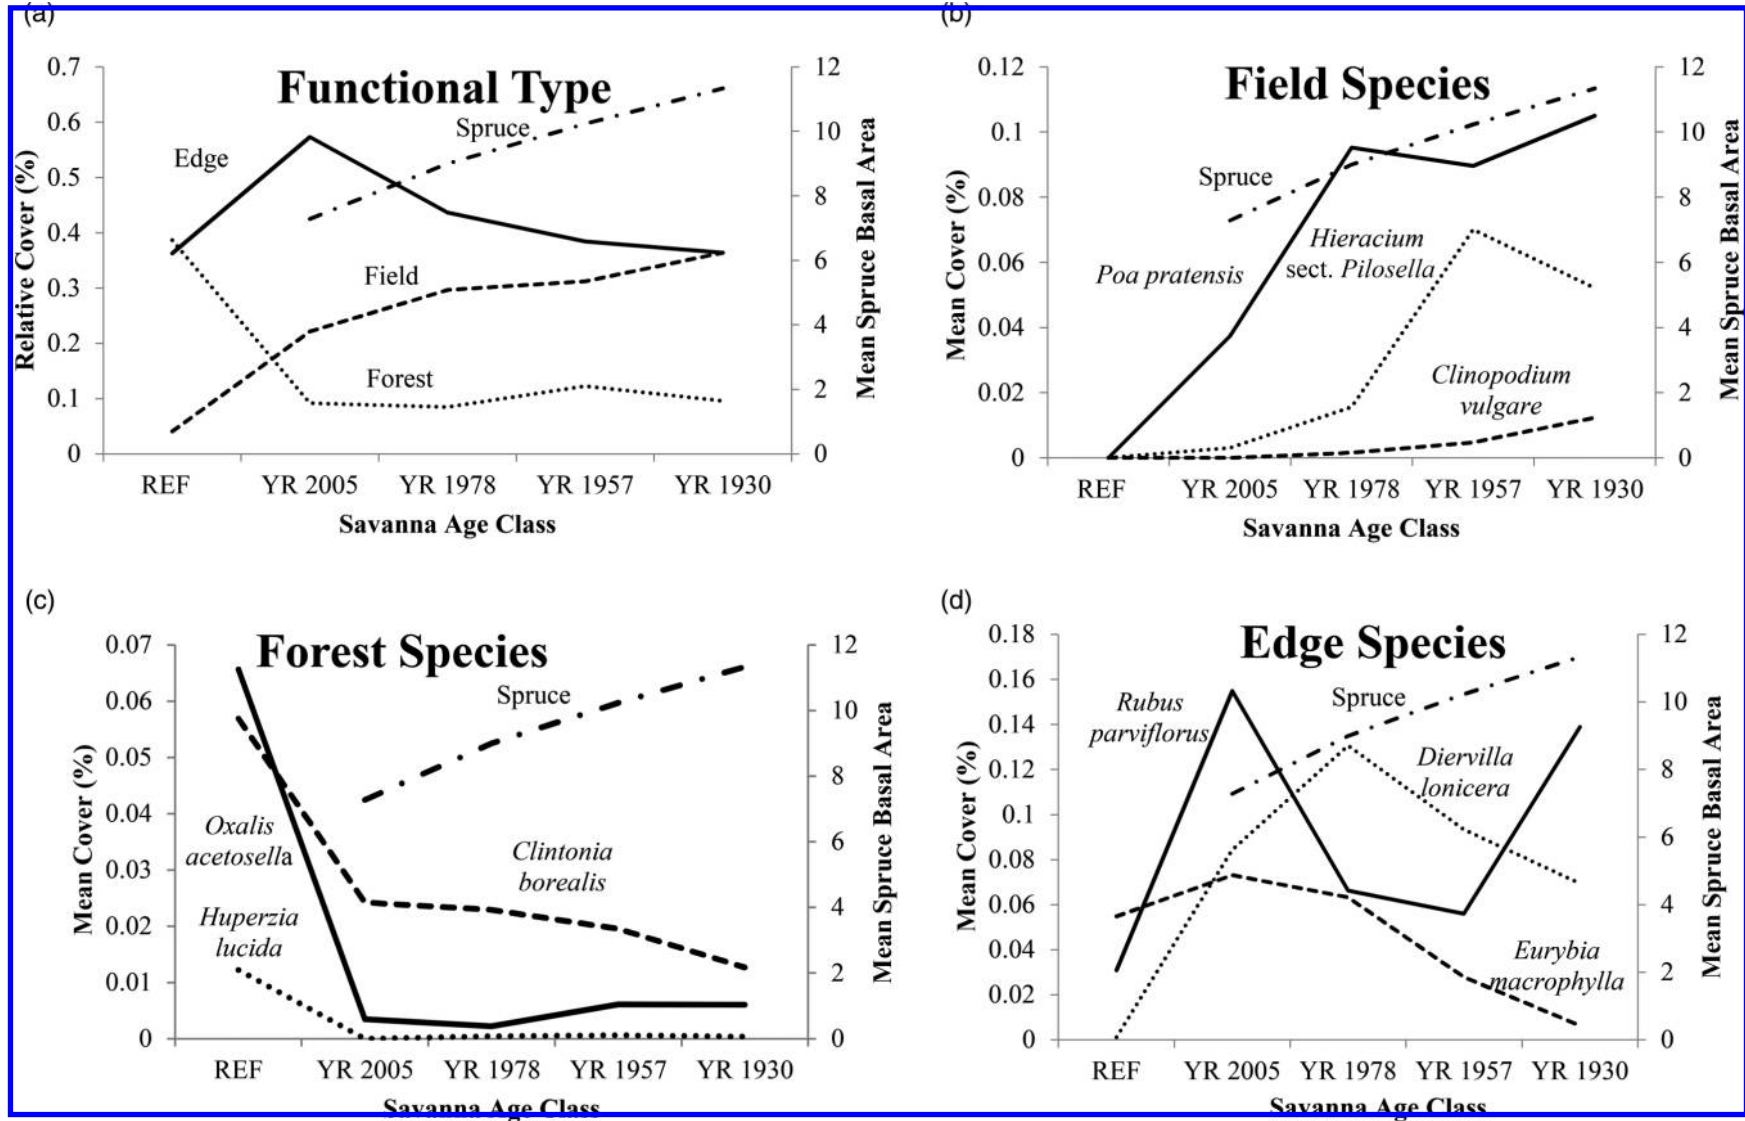 (a)
Functional Type
0.7
0.6
0.5
0.4
0.3
0.2
0.1
0
Relative Cover (%)
12
10
8
6
4
2
0
Mean Spruce Basal Area
Spruce
Edge
Field
Forest
REF YR 2005 YR 1978 YR 1957 YR 1930
Savanna Age Class
(b)
Field Species
0.12
0.1
0.08
0.06
0.04
0.02
0
Mean Cover (%)
12
10
8
6
4
2
0
Mean Spruce Basal Area
Spruce
Poa pratensis
Hieracium
sect. Pilosella
Clinopodium
vulgare
REF YR 2005 YR 1978 YR 1957 YR 1930
Savanna Age Class
(c)
Forest Species
0.07
0.06
0.05
0.04
0.03
0.02
0.01
0
Mean Cover (%)
12
10
8
6
4
2
0
Mean Spruce Basal Area
Spruce
Oxalis
acetosella
Clintonia
borealis
Huperzia
lucida
REF YR 2005 YR 1978 YR 1957 YR 1930
Savanna Age Class
(d)
Edge Species
0.18
0.16
0.14
0.12
0.1
0.08
0.06
0.04
0.02
0
Mean Cover (%)
12
10
8
6
4
2
0
Mean Spruce Basal Area
Rubus
parviflorus
Spruce
Diervilla
lonicera
Eurybia
macrophylla
REF YR 2005 YR 1978 YR 1957 YR 1930
Savanna Age Class